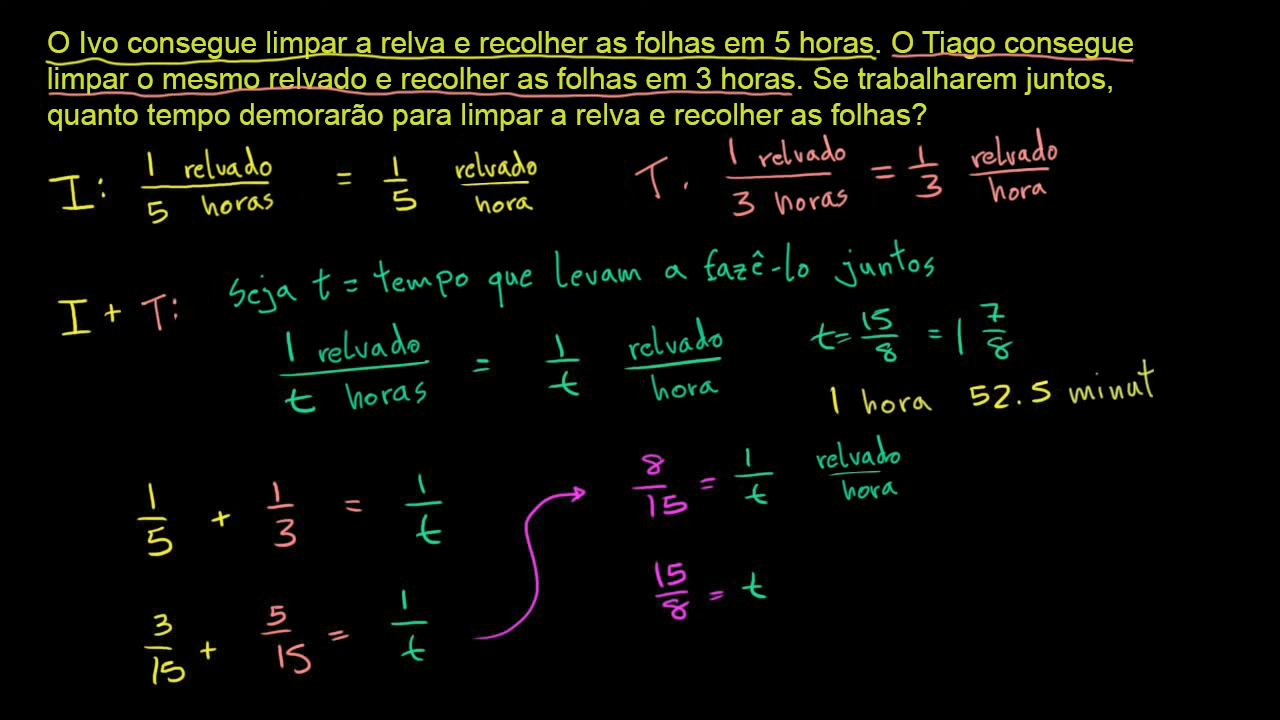 O Ivo consegue limpar a relva e recolher as folhas em 5 horas. O Tiago consegue
limpar o mesmo relvado e recolher as folhas em 3 horas. Se trabalharem juntos,
quanto tempo demorarão para limpar a relva e recolher as folhas?
I: 1 relvado / 5 horas = 1/5 relvado/hora
T. 1 relvado / 3 horas = 1/3 relvado/hora
I + T: Seja t = tempo que levam a fazê-lo juntos
1 relvado / t horas = 1/t relvado/hora
t = 15/8 = 1 7/8
1 hora 52.5 minut
1/5 + 1/3 = 1/t
3/15 + 5/15 = 1/t
8/15 = 1/t relvado/hora
15/8 = t